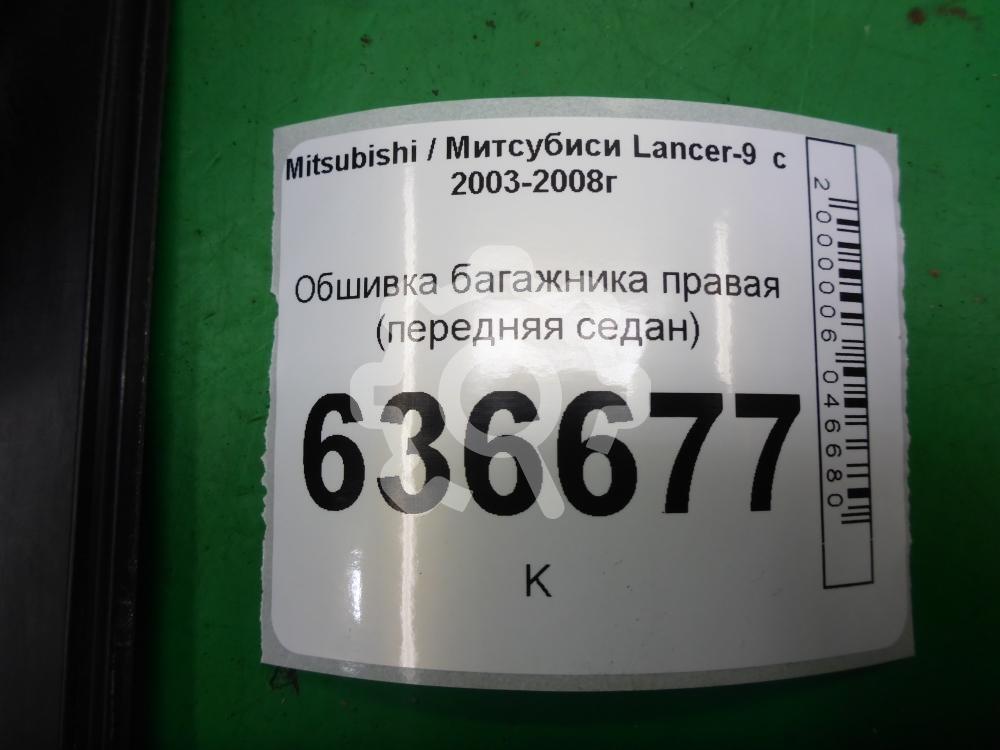 Mitsubishi / Митсубиси Lancer-9 с
2003-2008г
Обшивка багажника правая
(передняя седан)
636677
К
2000006046680